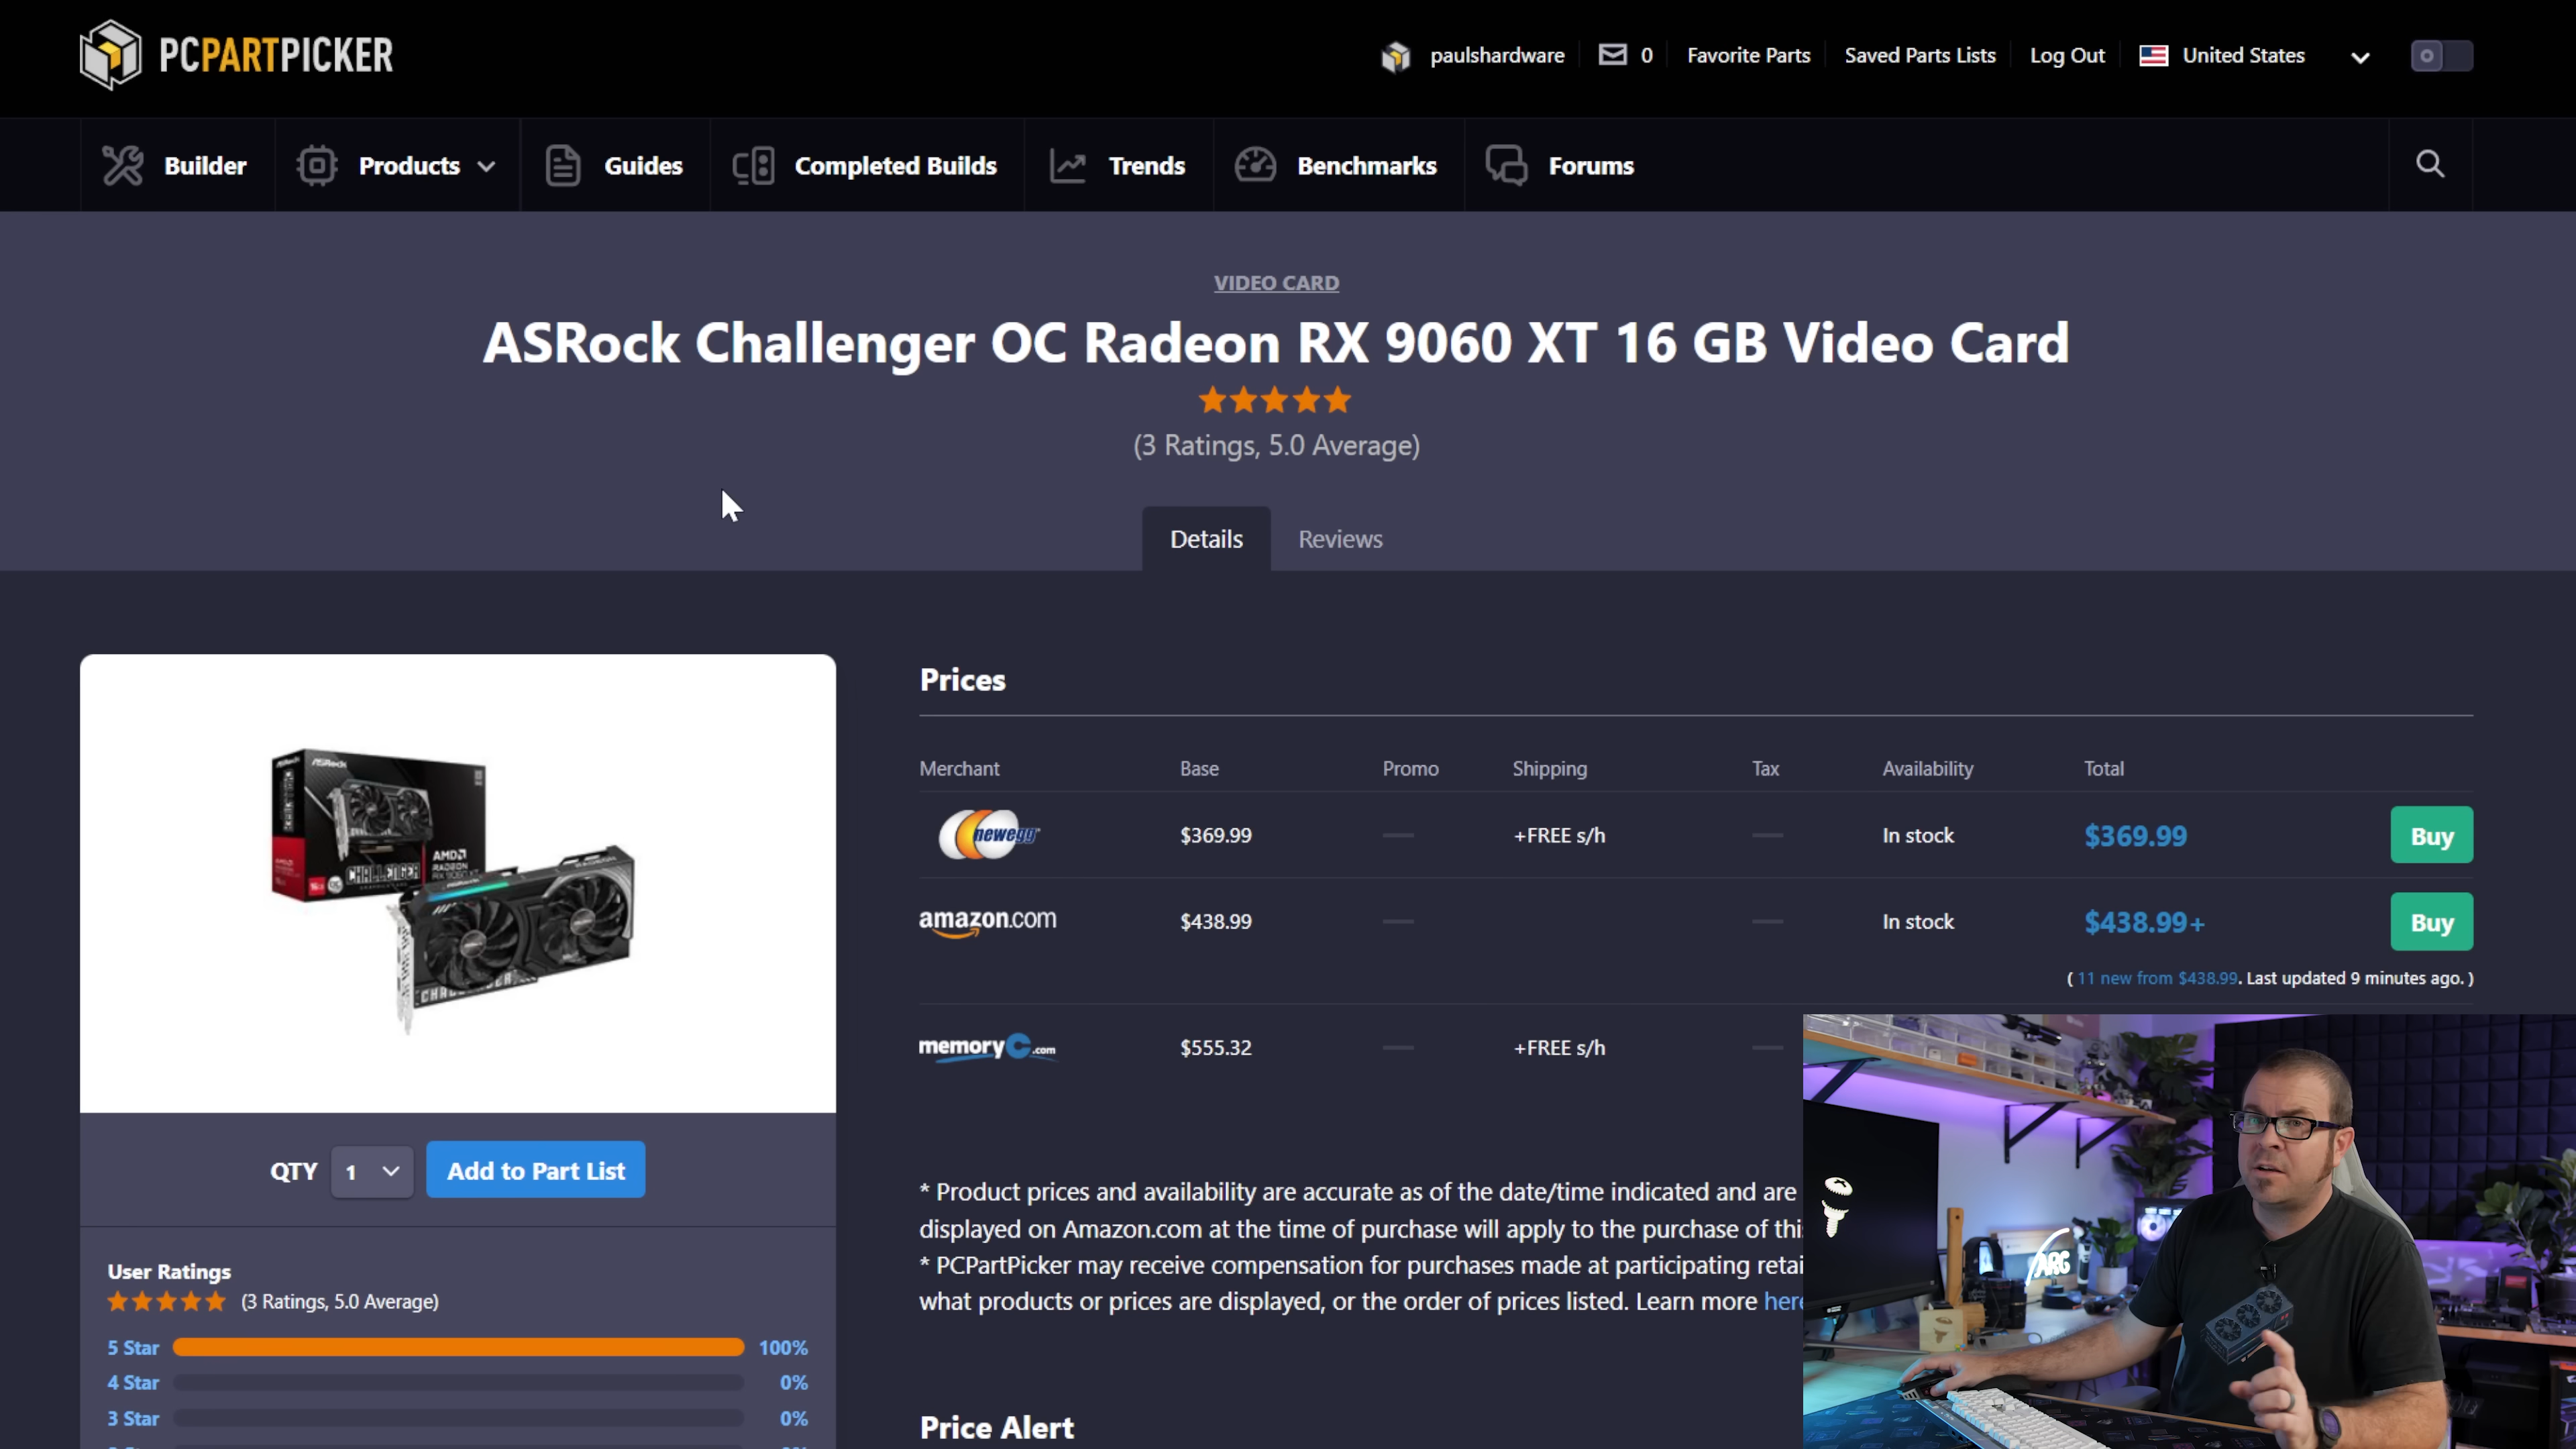 PCPARTPICKER
paulshardware 0 Favorite Parts Saved Parts Lists Log Out United States
Builder Products Guides Completed Builds Trends Benchmarks Forums
VIDEO CARD
ASRock Challenger OC Radeon RX 9060 XT 16 GB Video Card
(3 Ratings, 5.0 Average)
Details Reviews
Prices
Merchant Base Promo Shipping Tax Availability Total
newegg $369.99 — +FREE s/h — In stock $369.99 Buy
amazon.com $438.99 — — In stock $438.99+ Buy
( 11 new from $438.99. Last updated 9 minutes ago. )
memoryC.com $555.32 — +FREE s/h —
ASRock
AMD
RADEON
RX 9060 XT
CHALLENGER
QTY 1 Add to Part List
* Product prices and availability are accurate as of the date/time indicated and are
displayed on Amazon.com at the time of purchase will apply to the purchase of thi
* PCPartPicker may receive compensation for purchases made at participating retai
what products or prices are displayed, or the order of prices listed. Learn more here
User Ratings
(3 Ratings, 5.0 Average)
5 Star 100%
4 Star 0%
3 Star 0%
Price Alert
ARC